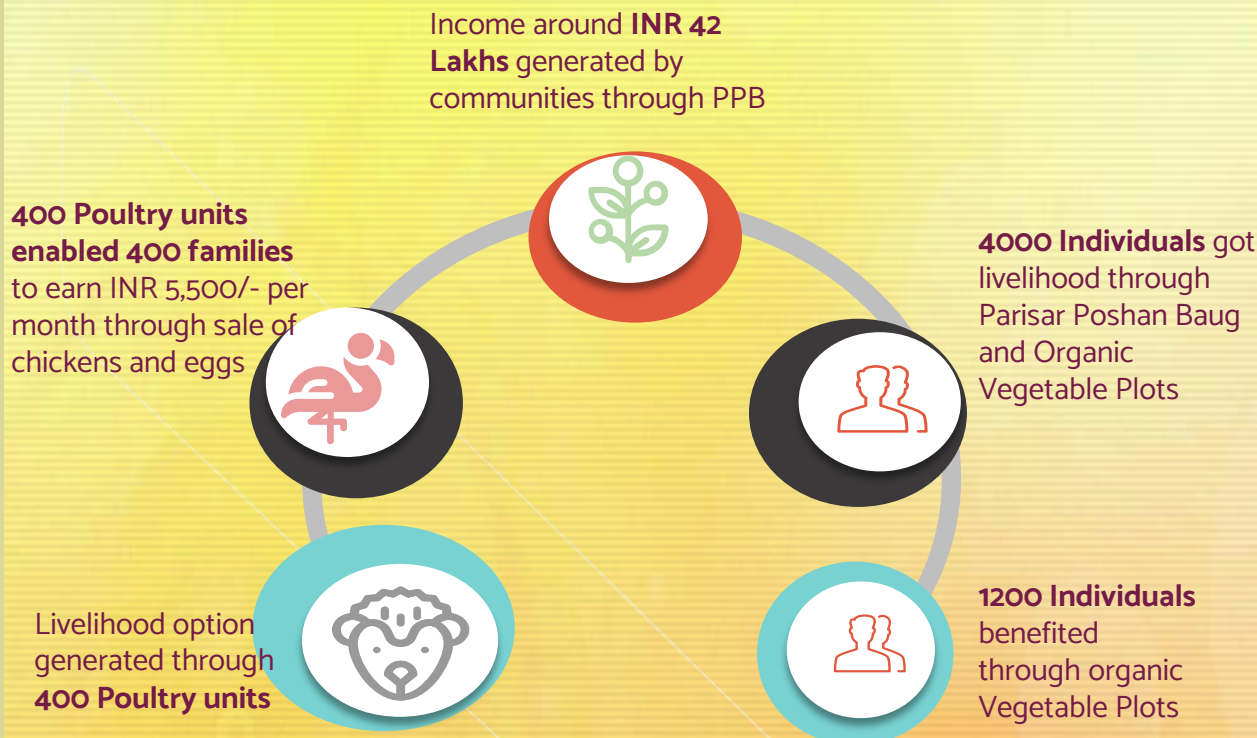 Income around INR 42
Lakhs generated by
communities through PPB
400 Poultry units
enabled 400 families
to earn INR 5,500/- per
month through sale of
chickens and eggs
4000 Individuals got
livelihood through
Parisar Poshan Baug
and Organic
Vegetable Plots
Livelihood option
generated through
400 Poultry units
1200 Individuals
benefited
through organic
Vegetable Plots